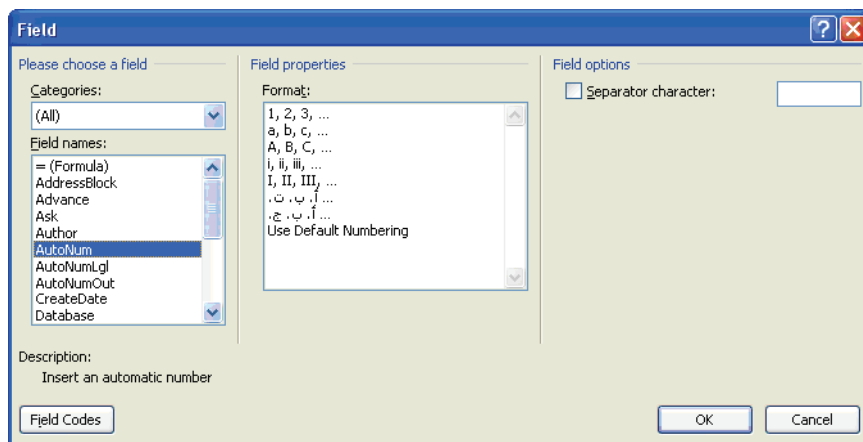 Field
Please choose a field
Categories:
(All)
Field names:
= (Formula)
AddressBlock
Advance
Ask
Author
AutoNum
AutoNumLgl
AutoNumOut
CreateDate
Database
Field properties
Format:
1, 2, 3, ...
a, b, c, ...
A, B, C, ...
i, ii, iii, ...
I, II, III, ...
أ، ب، ت، ...
أ، ب، ج، ...
Use Default Numbering
Field options
Separator character:
Description:
Insert an automatic number
Field Codes
OK
Cancel